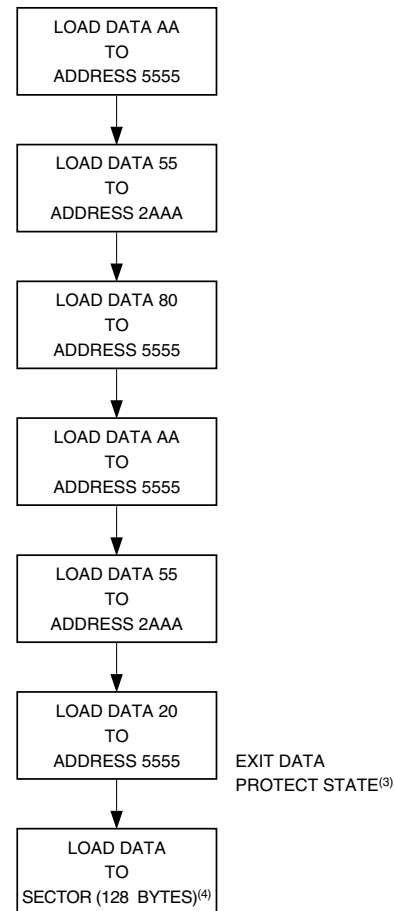 LOAD DATA AA
TO
ADDRESS 5555
LOAD DATA 55
TO
ADDRESS 2AAA
LOAD DATA 80
TO
ADDRESS 5555
LOAD DATA AA
TO
ADDRESS 5555
LOAD DATA 55
TO
ADDRESS 2AAA
LOAD DATA 20
TO
ADDRESS 5555
EXIT DATA
PROTECT STATE(3)
LOAD DATA
TO
SECTOR (128 BYTES)(4)